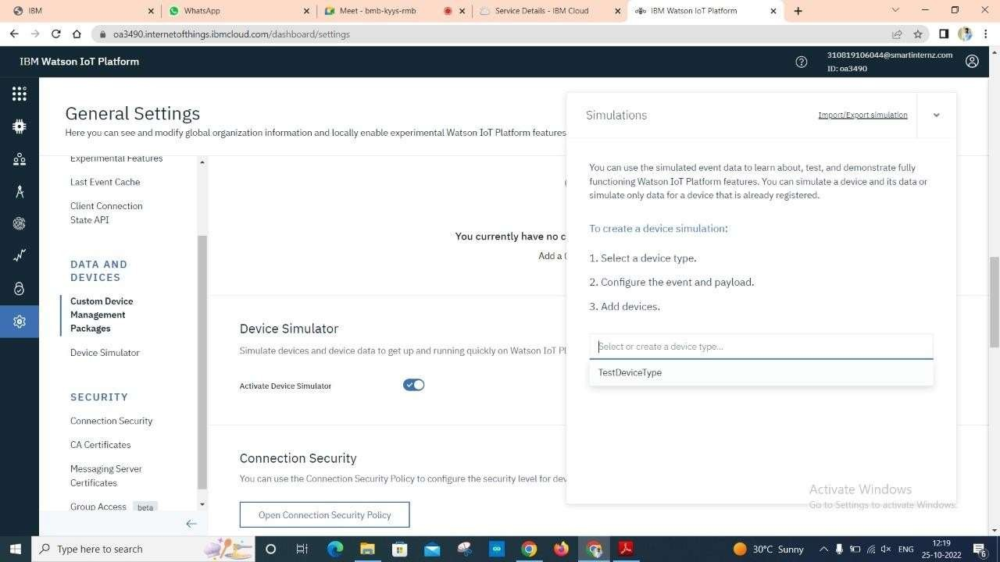 IBM
WhatsApp
Meet - bmb-kyys-rmb
Service Details - IBM Cloud
IBM Watson IoT Platform
oa3490.internetofthings.ibmcloud.com/dashboard/settings
IBM Watson IoT Platform
310819106044@smartinternz.com
ID: oa3490
General Settings
Here you can see and modify global organization information and locally enable experimental Watson IoT Platform features
Experimental Features
Last Event Cache
Client Connection
State API
DATA AND
DEVICES
Custom Device
Management
Packages
Device Simulator
SECURITY
Connection Security
CA Certificates
Messaging Server
Certificates
Group Access beta
You currently have no c
Add a
Device Simulator
Simulate devices and device data to get up and running quickly on Watson IoT Pl
Activate Device Simulator
Connection Security
You can use the Connection Security Policy to configure the security level for dev
Open Connection Security Policy
Simulations
Import/Export simulation
You can use the simulated event data to learn about, test, and demonstrate fully
functioning Watson IoT Platform features. You can simulate a device and its data or
simulate only data for a device that is already registered.
To create a device simulation:
1. Select a device type.
2. Configure the event and payload.
3. Add devices.
Select or create a device type...
TestDeviceType
Activate Windows
Go to Settings to activate Windows.
Type here to search
30°C Sunny
ENG
12:19
25-10-2022
6